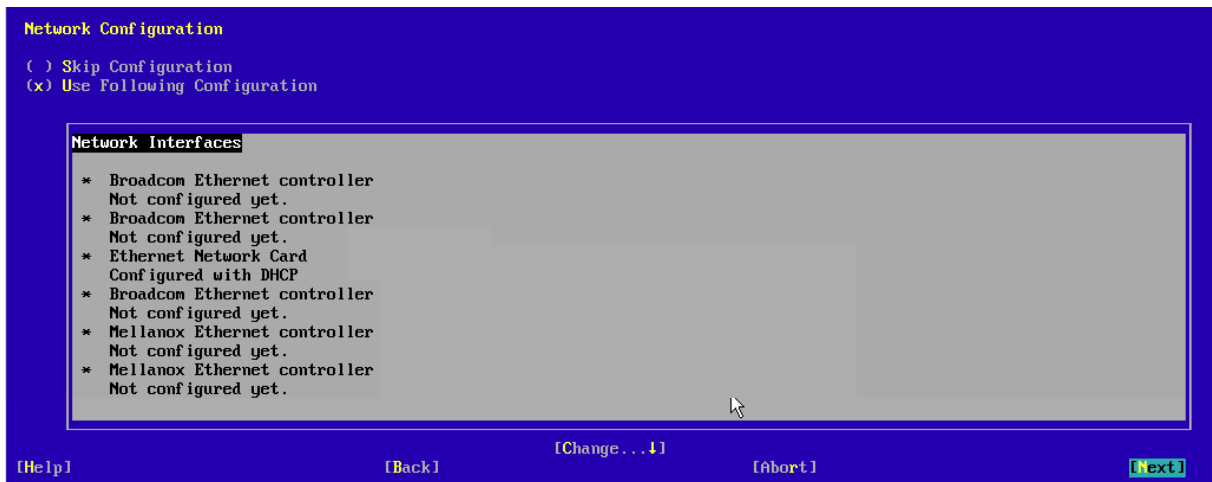 Network Configuration
( ) Skip Configuration
(x) Use Following Configuration
Network Interfaces
* Broadcom Ethernet controller
Not configured yet.
* Broadcom Ethernet controller
Not configured yet.
* Ethernet Network Card
Configured with DHCP
* Broadcom Ethernet controller
Not configured yet.
* Mellanox Ethernet controller
Not configured yet.
* Mellanox Ethernet controller
Not configured yet.
[Change...↓]
[Help] [Back] [Abort] [Next]